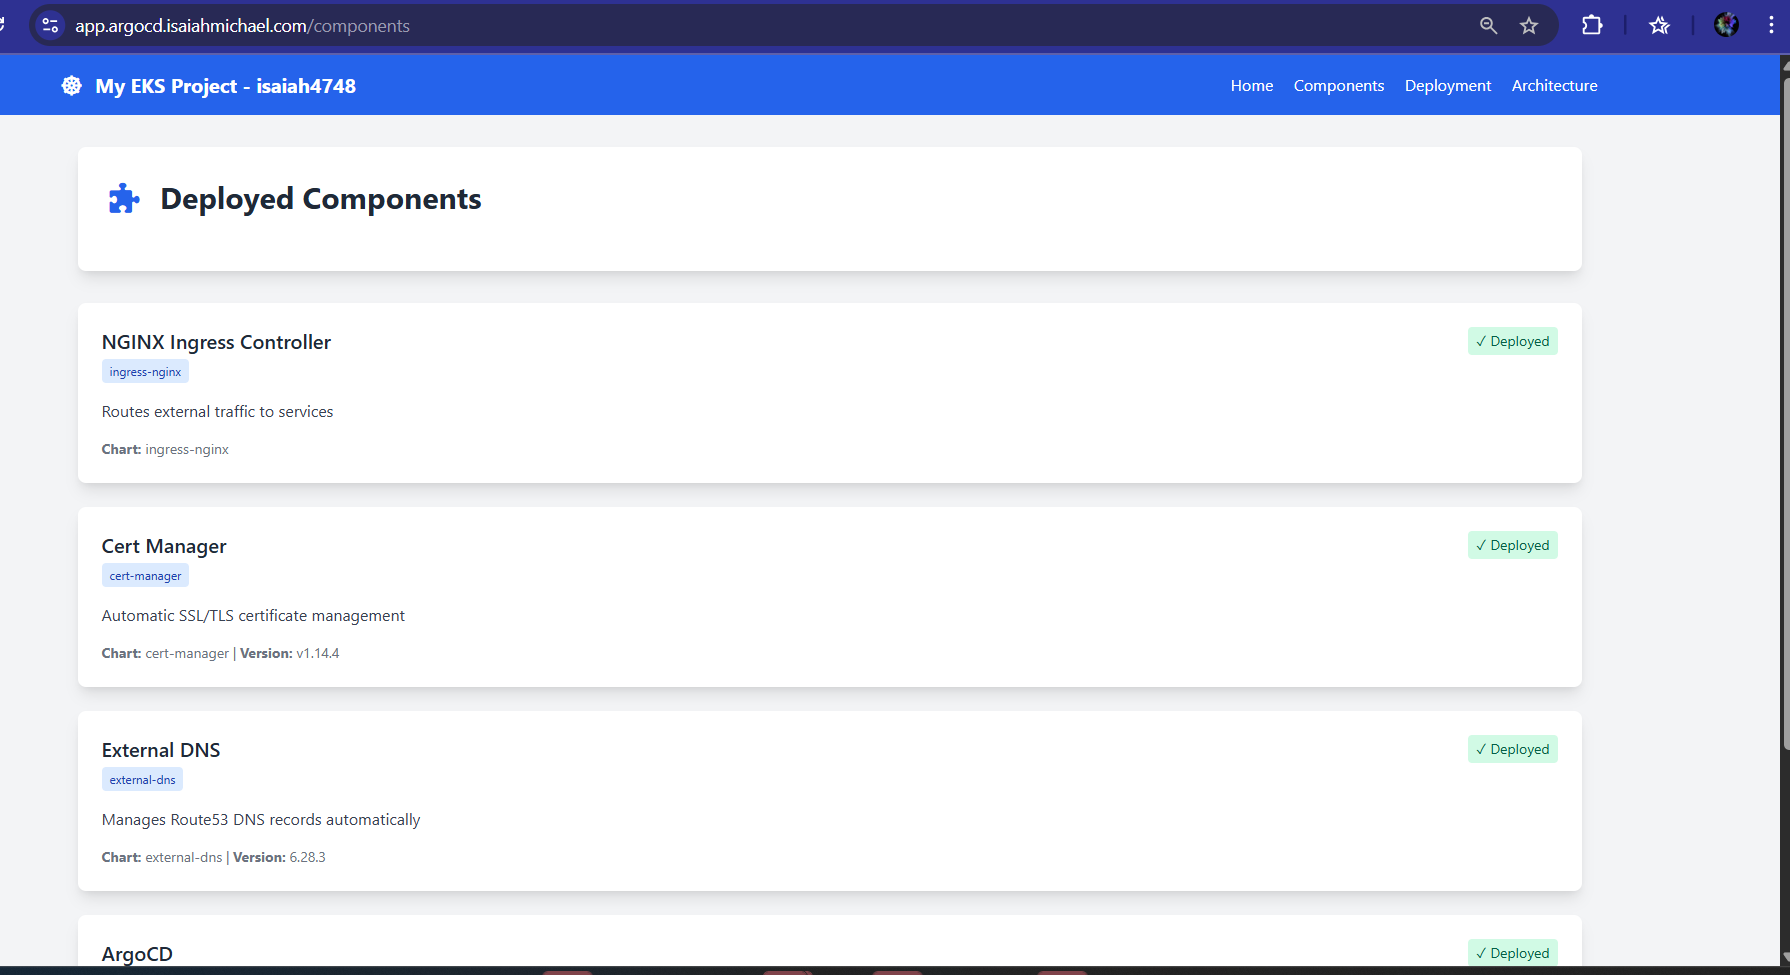 app.argocd.isaiahmichael.com/components
My EKS Project - isaiah4748
Home Components Deployment Architecture
Deployed Components
NGINX Ingress Controller
✓ Deployed
ingress-nginx
Routes external traffic to services
Chart: ingress-nginx
Cert Manager
✓ Deployed
cert-manager
Automatic SSL/TLS certificate management
Chart: cert-manager | Version: v1.14.4
External DNS
✓ Deployed
external-dns
Manages Route53 DNS records automatically
Chart: external-dns | Version: 6.28.3
ArgoCD
✓ Deployed